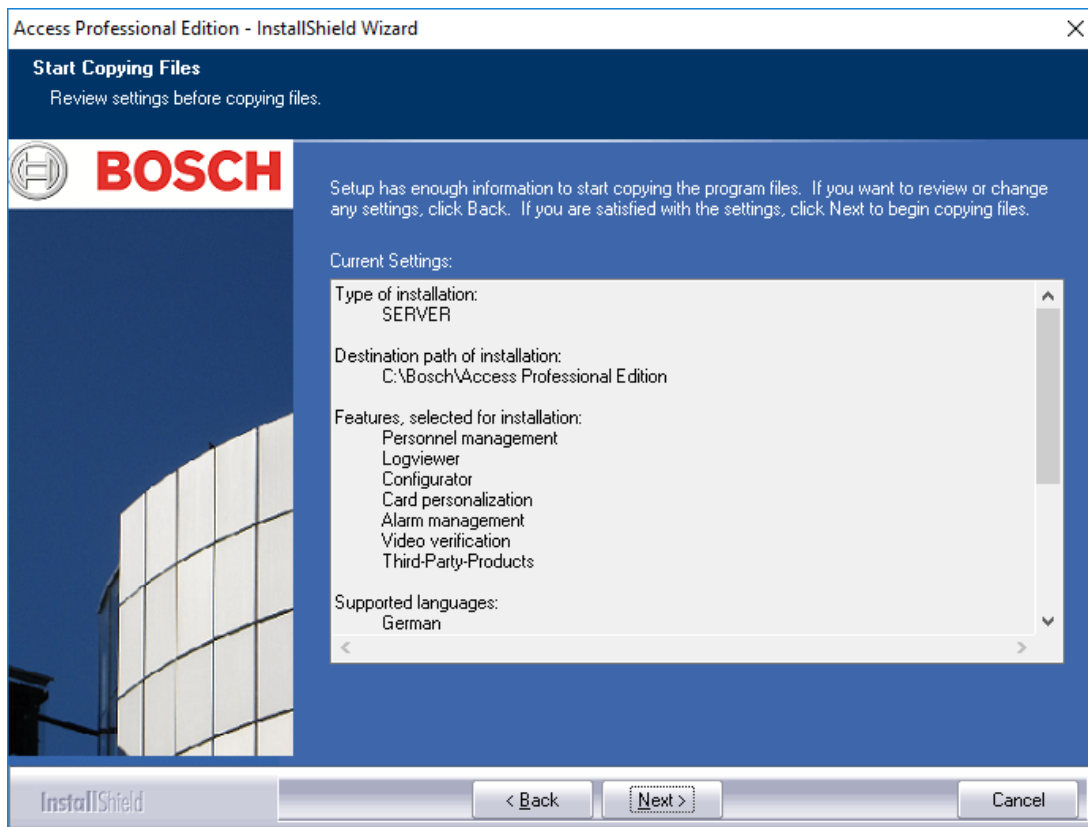 Access Professional Edition - InstallShield Wizard
Start Copying Files
Review settings before copying files.
BOSCH
Setup has enough information to start copying the program files. If you want to review or change
any settings, click Back. If you are satisfied with the settings, click Next to begin copying files.
Current Settings:
Type of installation:
SERVER
Destination path of installation:
C:\Bosch\Access Professional Edition
Features, selected for installation:
Personnel management
Logviewer
Configurator
Card personalization
Alarm management
Video verification
Third-Party-Products
Supported languages:
German
InstallShield
< Back
Next >
Cancel